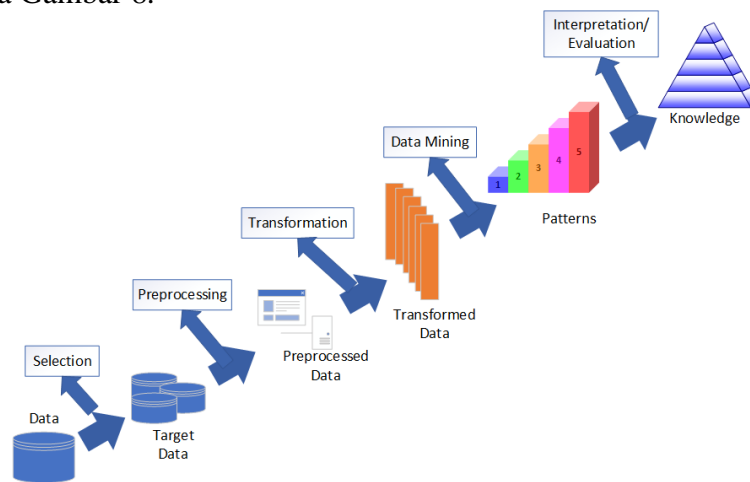 a Gambar 6.
Interpretation/
Evaluation
Knowledge
Data Mining
1
2
3
4
5
Patterns
Transformation
Transformed
Data
Preprocessing
Preprocessed
Data
Selection
Target
Data
Data